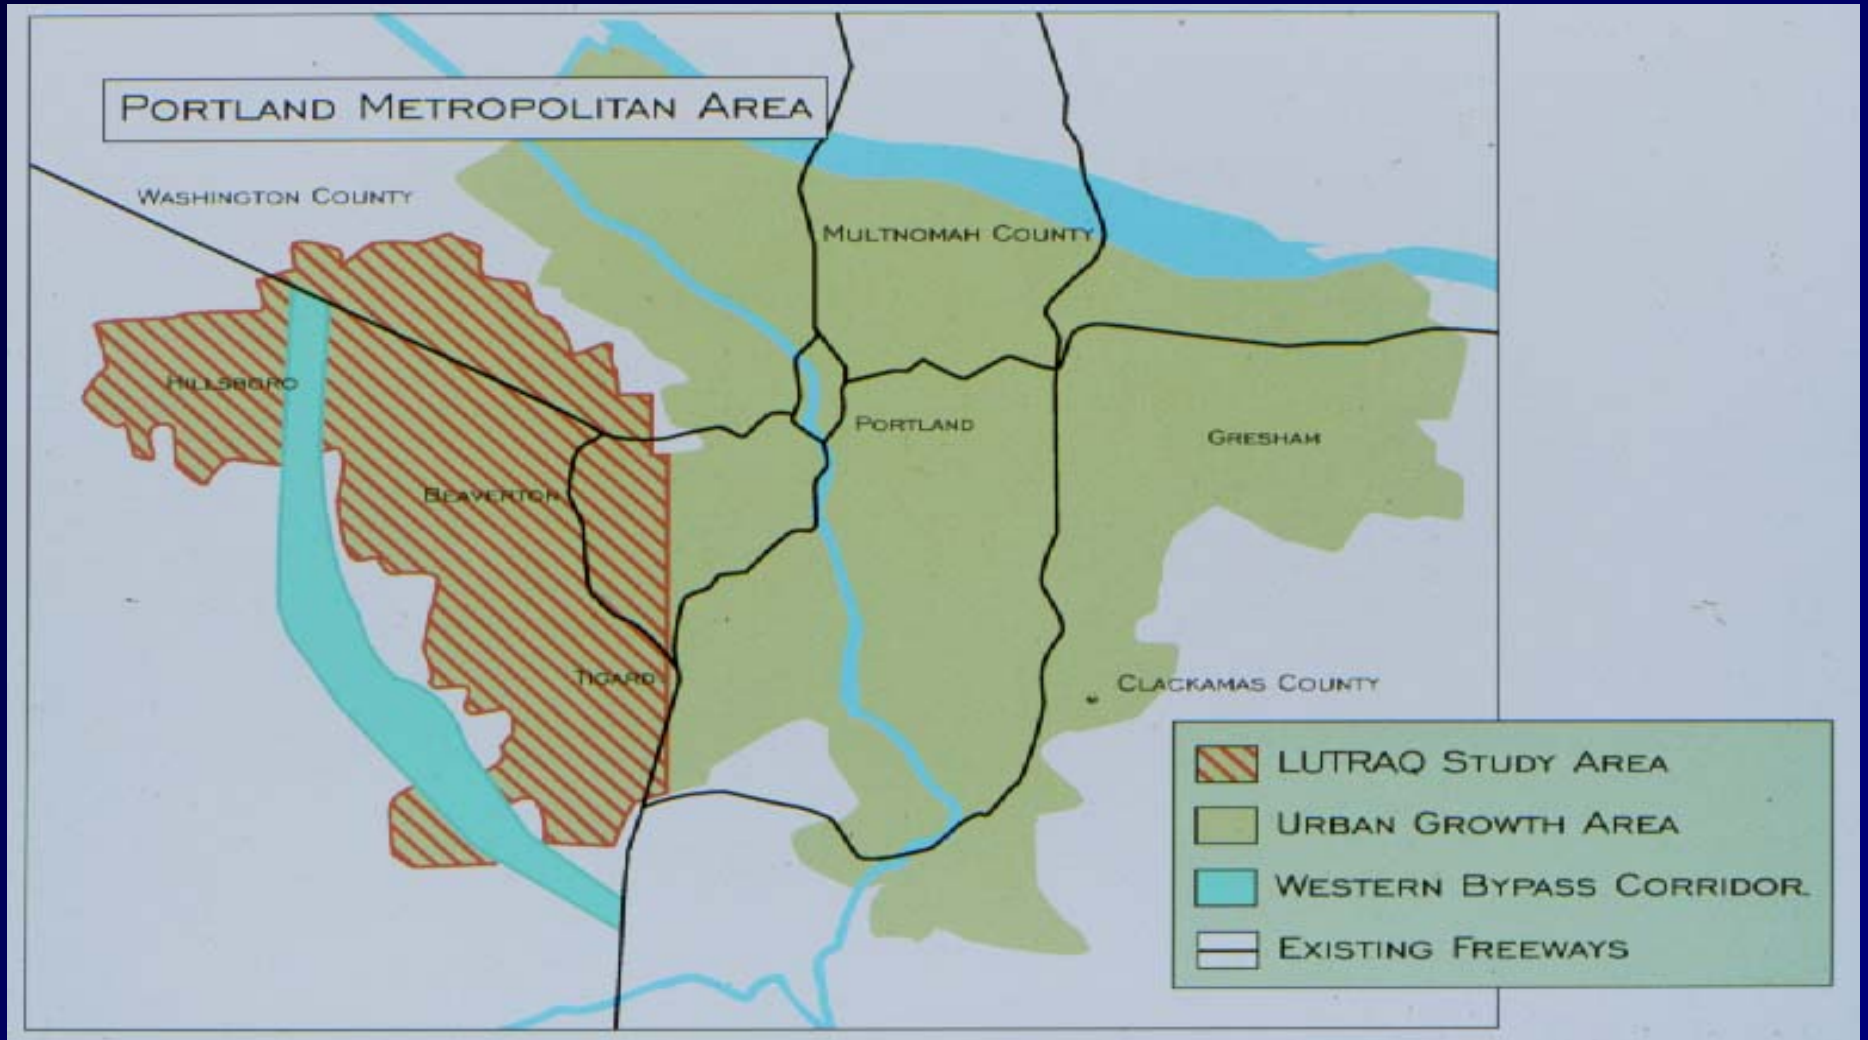 PORTLAND METROPOLITAN AREA
WASHINGTON COUNTY
MULTNOMAH COUNTY
HILLSBORO
PORTLAND
GRESHAM
BEAVERTON
TIGARD
CLACKAMAS COUNTY
LUTRAQ STUDY AREA
URBAN GROWTH AREA
WESTERN BYPASS CORRIDOR
EXISTING FREEWAYS